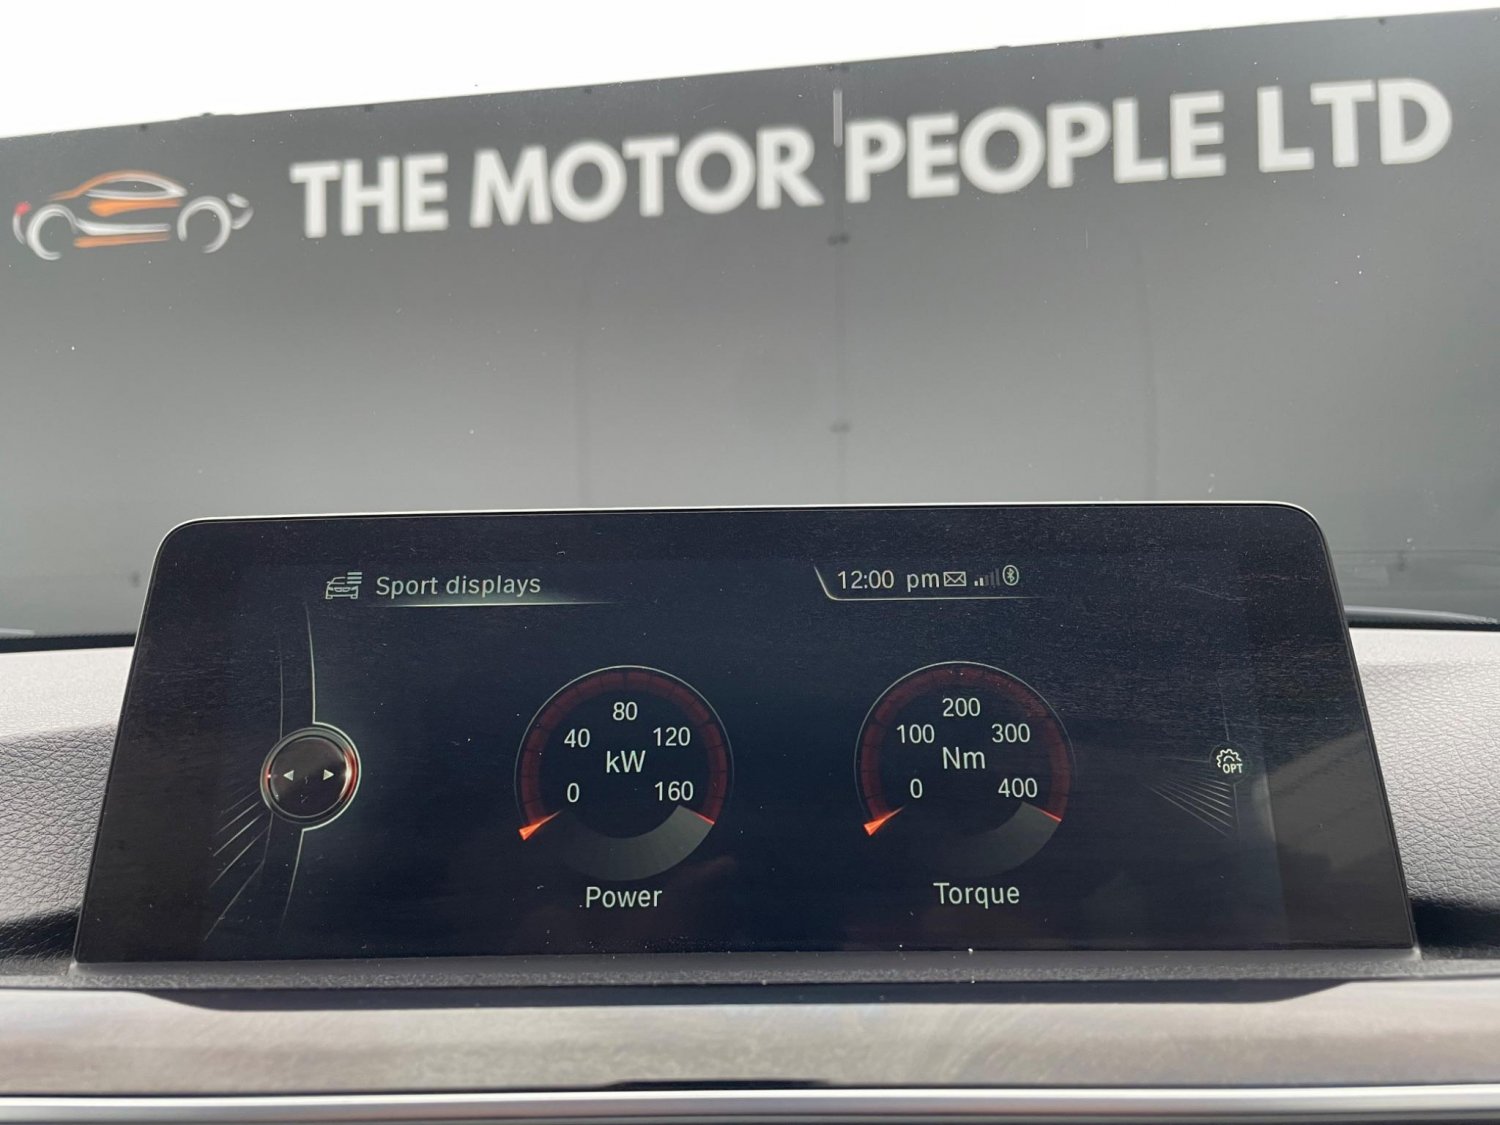 THE MOTOR PEOPLE LTD
Sport displays
12:00 pm
80
40 120
kW
0 160
Power
200
100 300
Nm
0 400
Torque
OPT